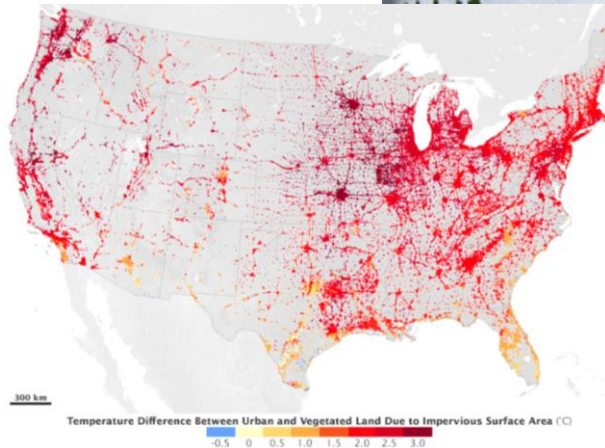 300 km
Temperature Difference Between Urban and Vegetated Land Due to Impervious Surface Area (°C)
-0.5 0 0.5 1.0 1.5 2.0 2.5 3.0